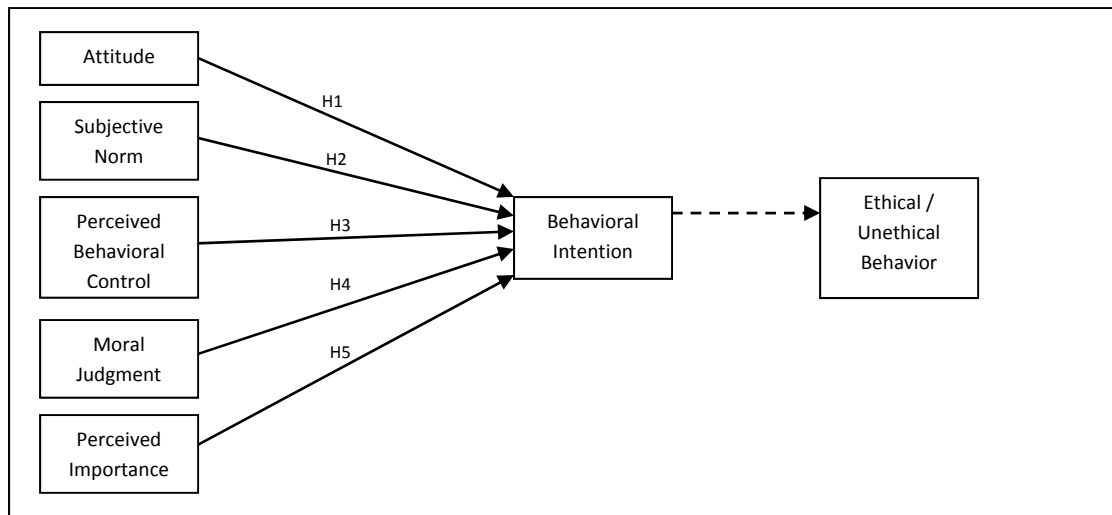 Attitude
H1
Subjective
Norm
H2
Perceived
Behavioral
Control
H3
Moral
Judgment
H4
Perceived
Importance
H5
Behavioral
Intention
Ethical /
Unethical
Behavior